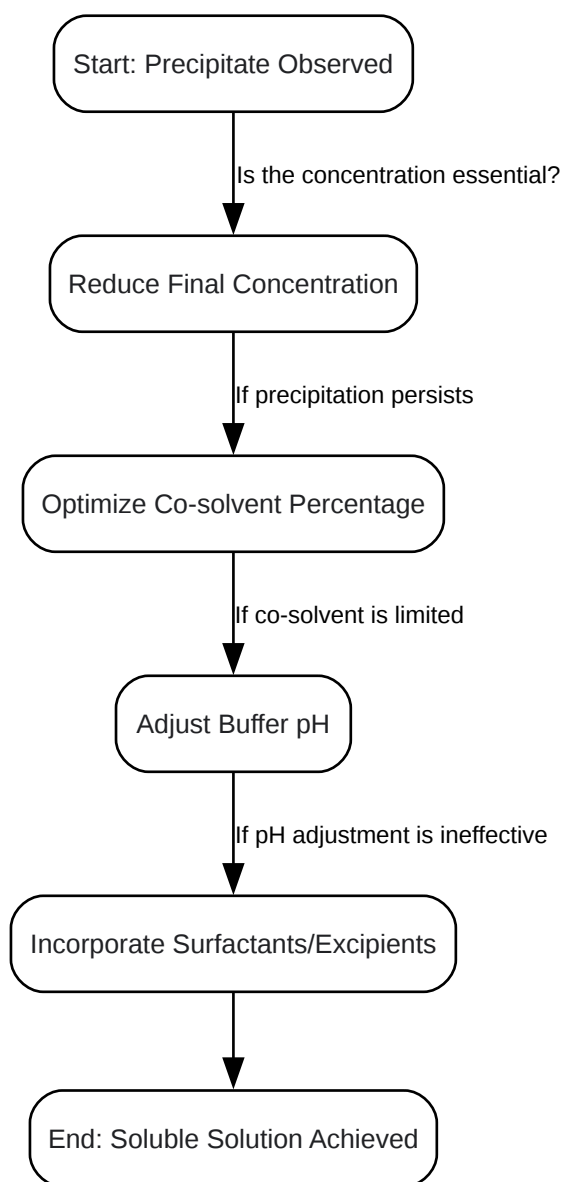 Start: Precipitate Observed
Is the concentration essential?
Reduce Final Concentration
If precipitation persists
Optimize Co-solvent Percentage
If co-solvent is limited
Adjust Buffer pH
If pH adjustment is ineffective
Incorporate Surfactants/Excipients
End: Soluble Solution Achieved